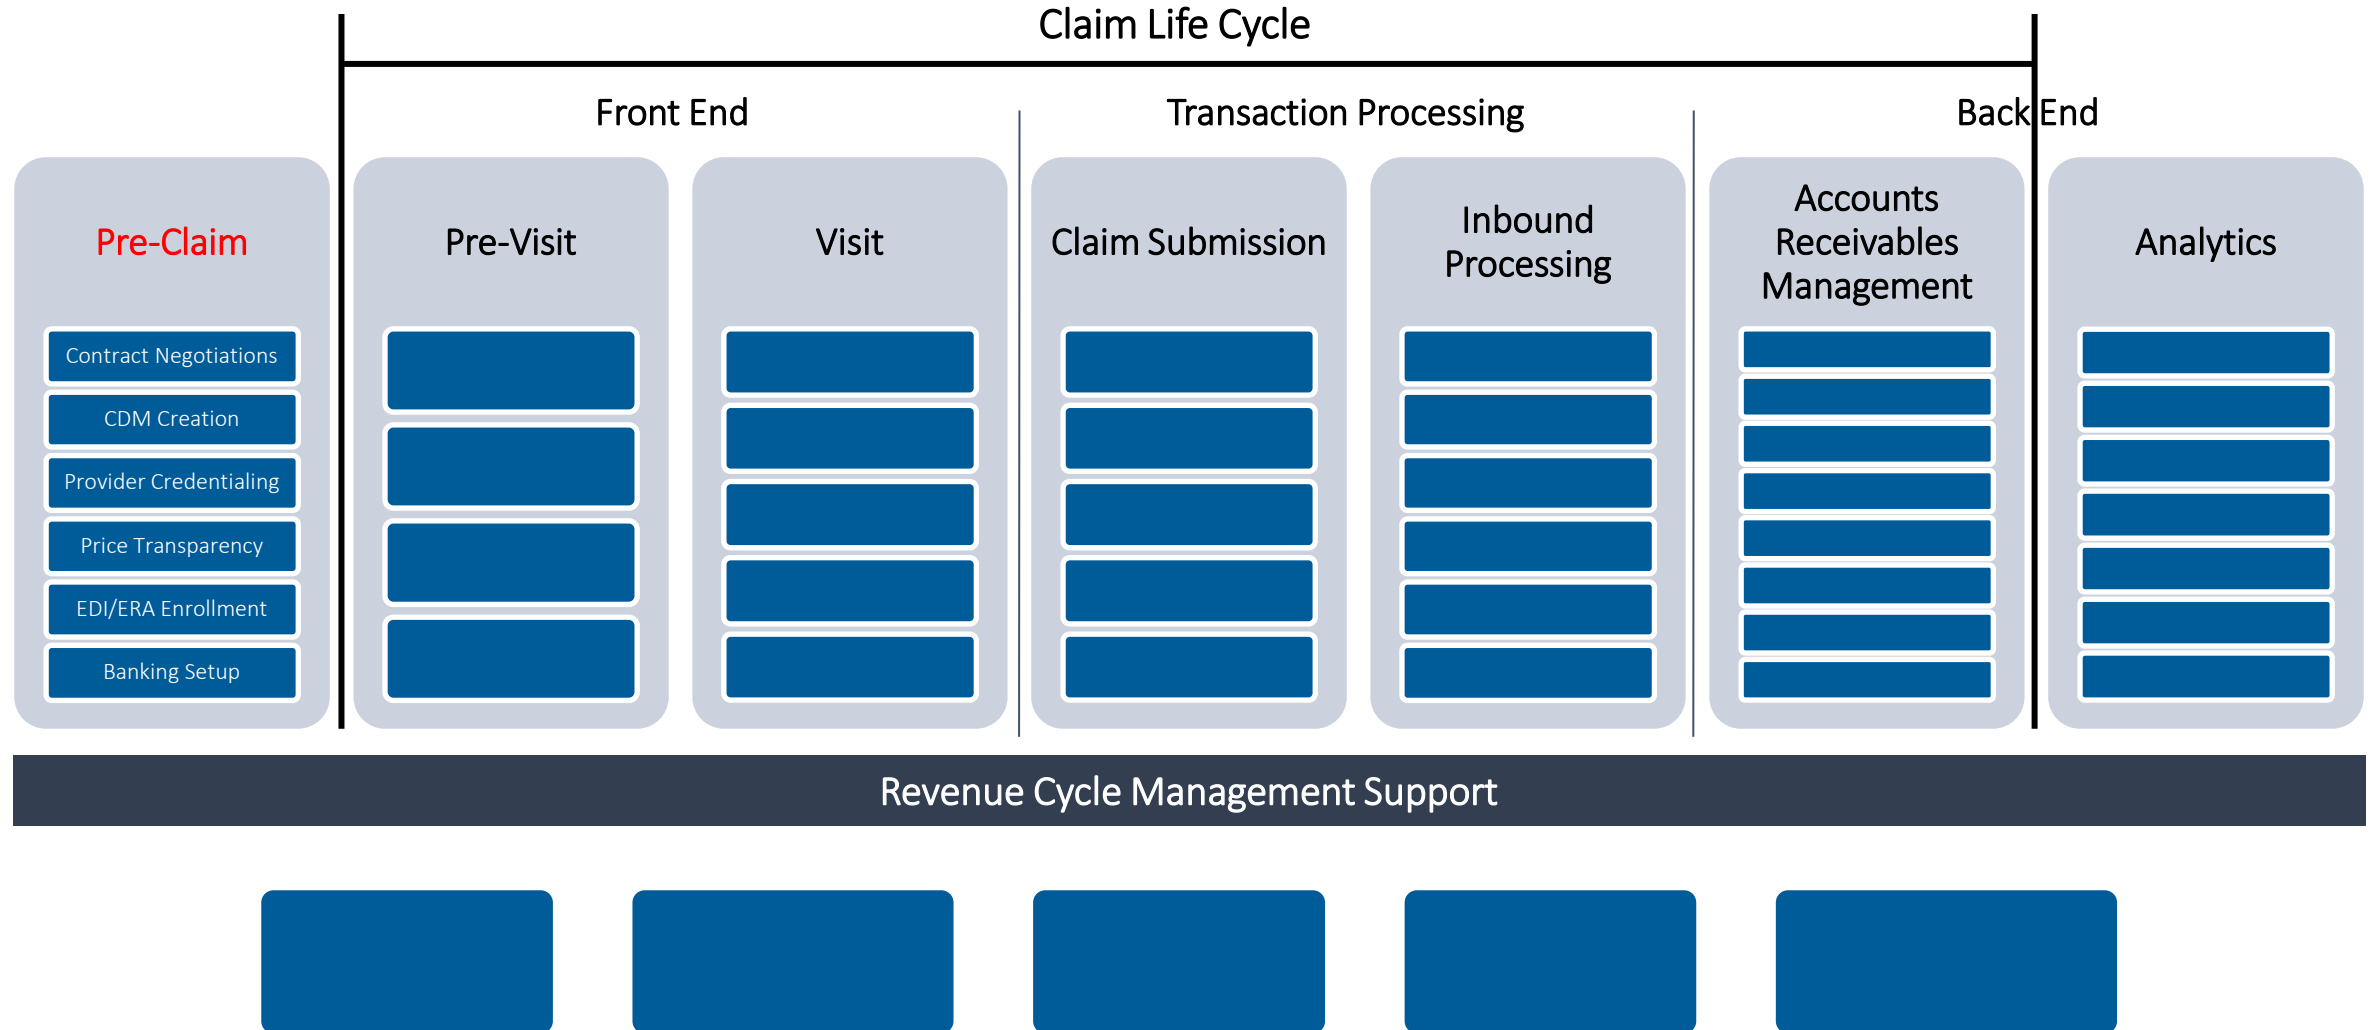 Claim Life Cycle
Front End
Transaction Processing
Back End
Pre-Claim
Contract Negotiations
CDM Creation
Provider Credentialing
Price Transparency
EDI/ERA Enrollment
Banking Setup
Pre-Visit
Visit
Claim Submission
Inbound
Processing
Accounts
Receivables
Management
Analytics
Revenue Cycle Management Support